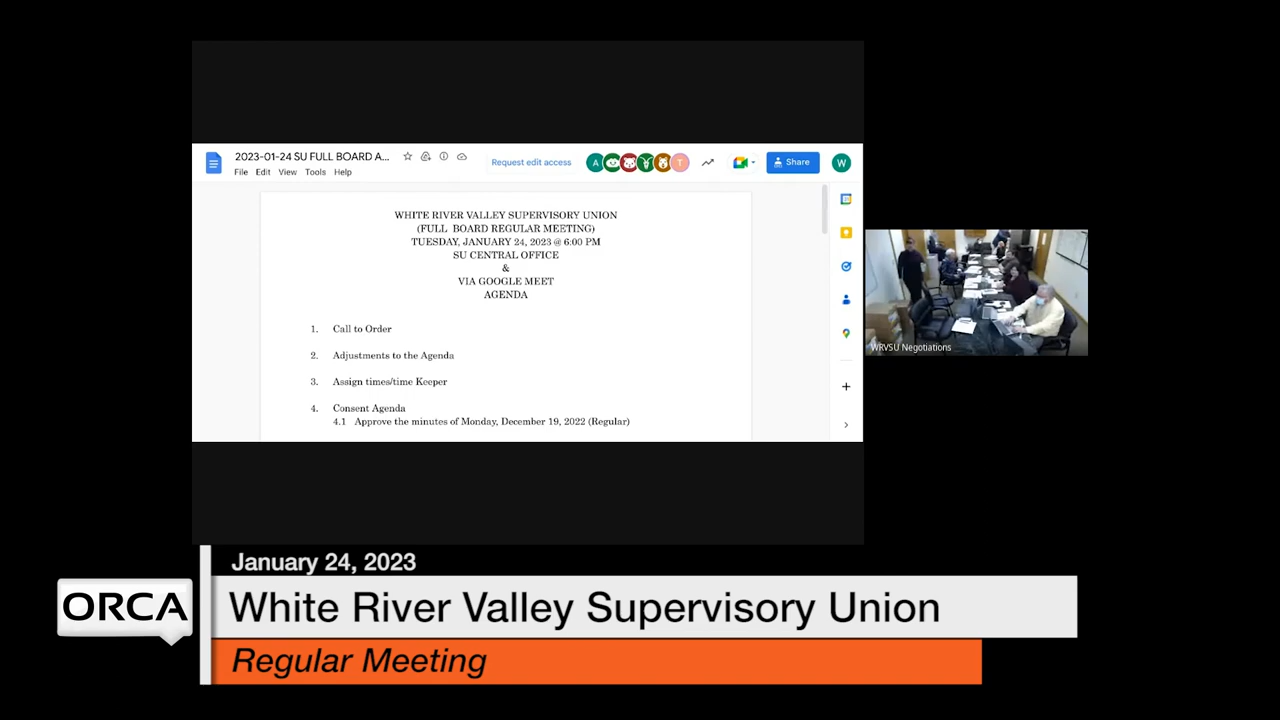 2023-01-24 SU FULL BOARD A...
File Edit View Tools Help
Request edit access
A
T
Share
W
WHITE RIVER VALLEY SUPERVISORY UNION
(FULL BOARD REGULAR MEETING)
TUESDAY, JANUARY 24, 2023 @ 6:00 PM
SU CENTRAL OFFICE
&
VIA GOOGLE MEET
AGENDA
1. Call to Order
2. Adjustments to the Agenda
3. Assign times/time Keeper
4. Consent Agenda
4.1 Approve the minutes of Monday, December 19, 2022 (Regular)
WRVSU Negotiations
January 24, 2023
ORCA
White River Valley Supervisory Union
Regular Meeting